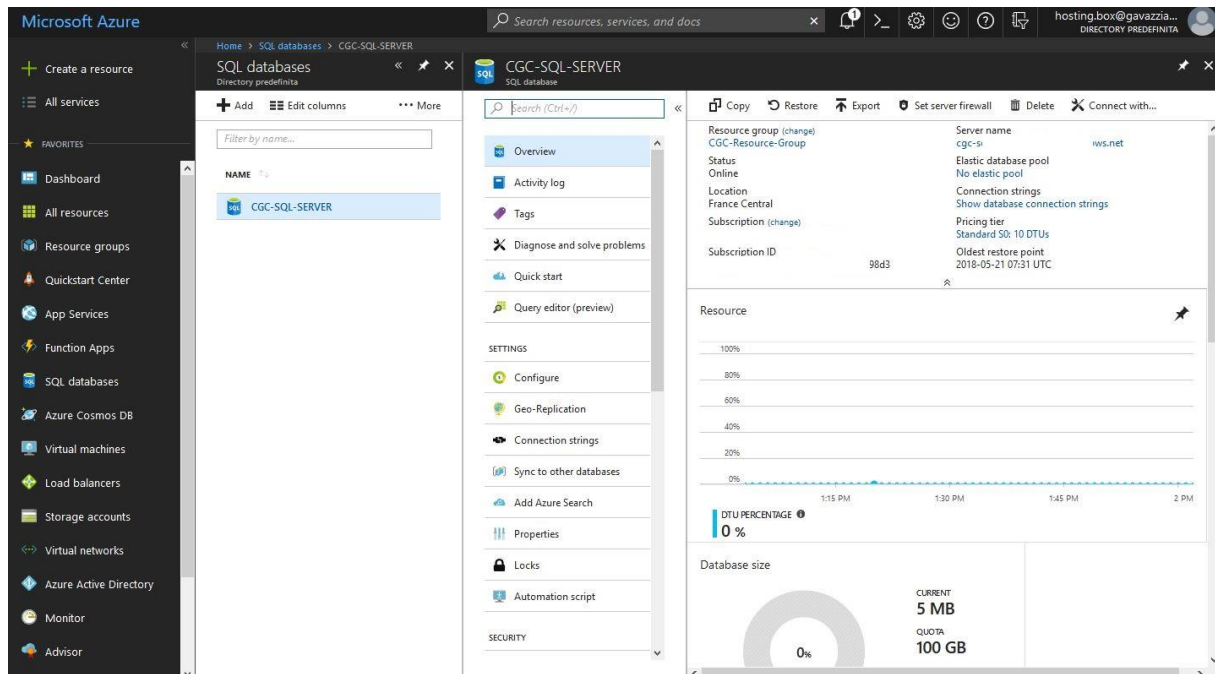 Microsoft Azure
Search resources, services, and docs
1
hosting.box@gavazzia...
DIRECTORY PREDEFINITA
Home > SQL databases > CGC-SQL-SERVER
Create a resource
All services
FAVORITES
Dashboard
All resources
Resource groups
Quickstart Center
App Services
Function Apps
SQL databases
Azure Cosmos DB
Virtual machines
Load balancers
Storage accounts
Virtual networks
Azure Active Directory
Monitor
Advisor
SQL databases
Directory predefinita
Add Edit columns More
Filter by name...
NAME
SQL CGC-SQL-SERVER
SQL CGC-SQL-SERVER
SQL database
Search (Ctrl+/)
Overview
Activity log
Tags
Diagnose and solve problems
Quick start
Query editor (preview)
SETTINGS
Configure
Geo-Replication
Connection strings
Sync to other databases
Add Azure Search
Properties
Locks
Automation script
SECURITY
Copy Restore Export Set server firewall Delete Connect with...
Resource group (change)
CGC-Resource-Group
Status
Online
Location
France Central
Subscription (change)
Subscription ID
98d3
Server name
cgc-s ws.net
Elastic database pool
No elastic pool
Connection strings
Show database connection strings
Pricing tier
Standard S0: 10 DTUs
Oldest restore point
2018-05-21 07:31 UTC
Resource
100%
80%
60%
40%
20%
0%
1:15 PM 1:30 PM 1:45 PM 2 PM
DTU PERCENTAGE
0 %
Database size
0%
CURRENT
5 MB
QUOTA
100 GB